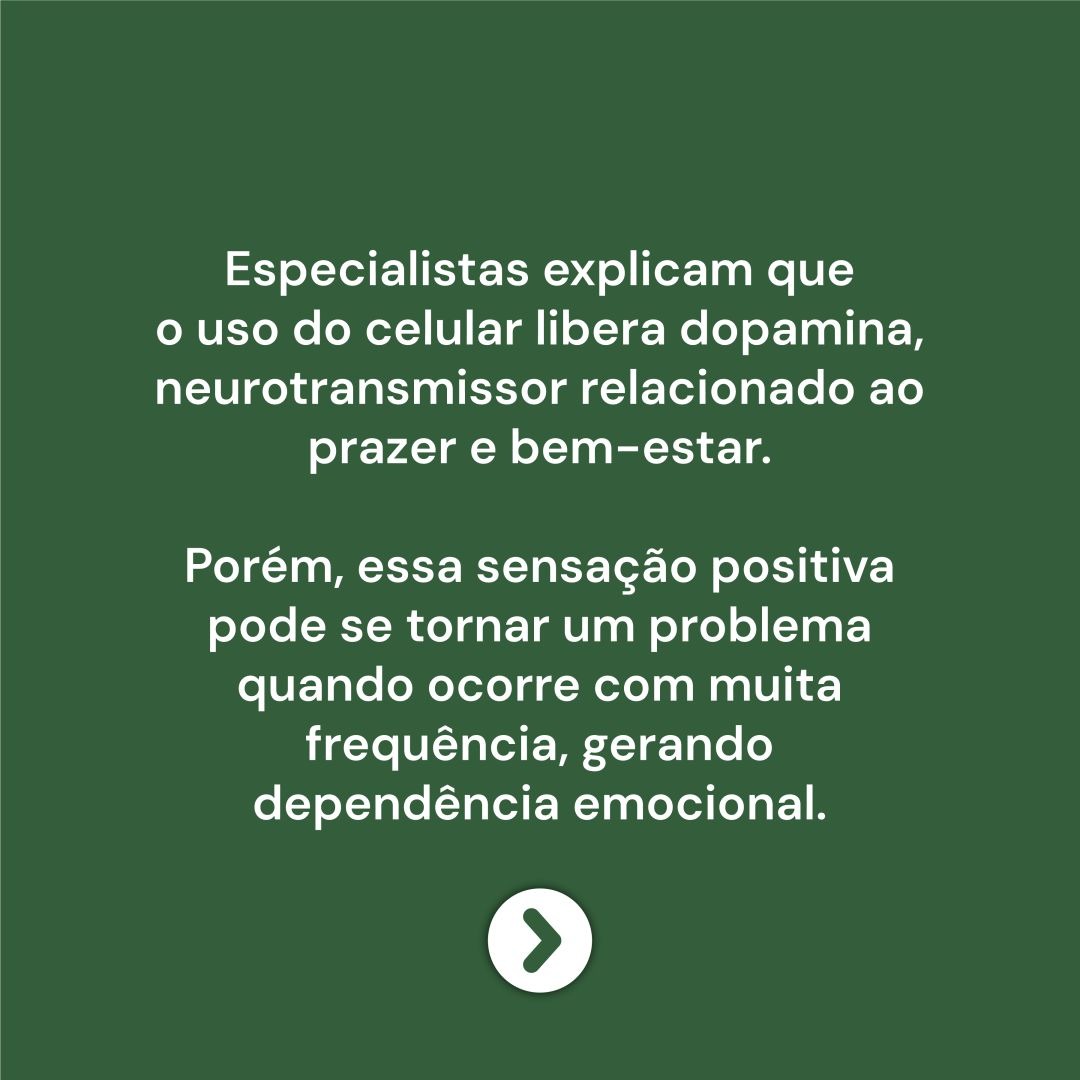 Especialistas explicam que
o uso do celular libera dopamina,
neurotransmissor relacionado ao
prazer e bem-estar.
Porém, essa sensação positiva
pode se tornar um problema
quando ocorre com muita
frequência, gerando
dependência emocional.